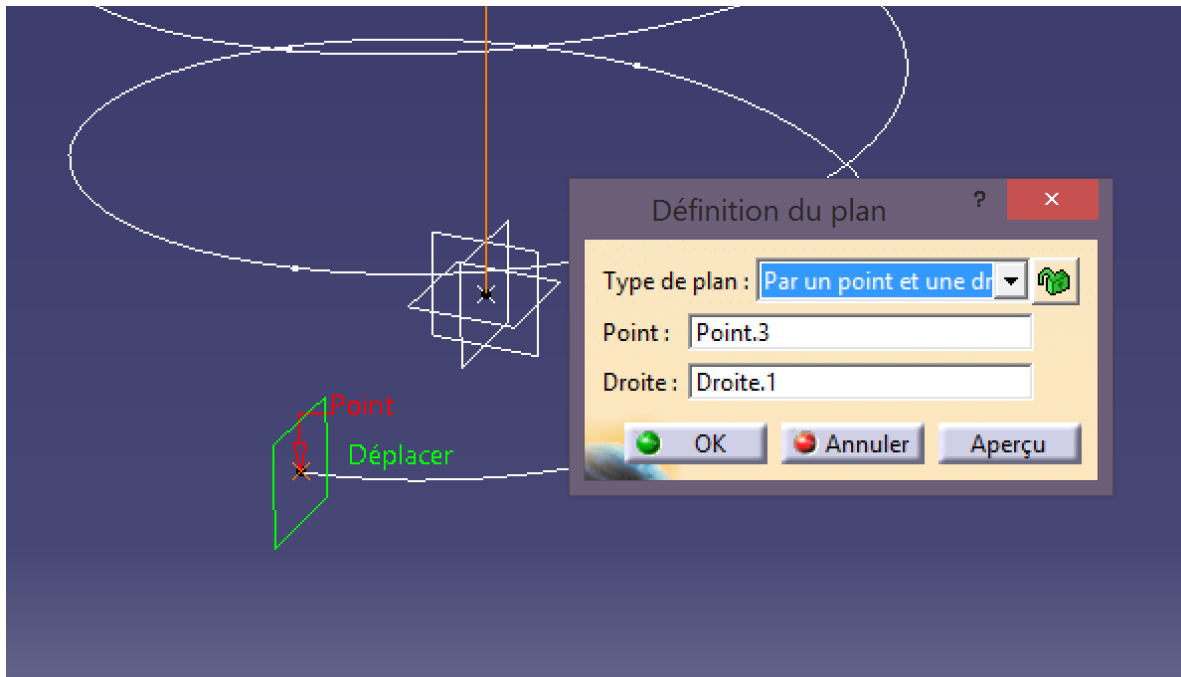 Définition du plan
?
×
Type de plan : Par un point et une dr
Point : Point.3
Droite : Droite.1
OK Annuler Aperçu
Point
Déplacer